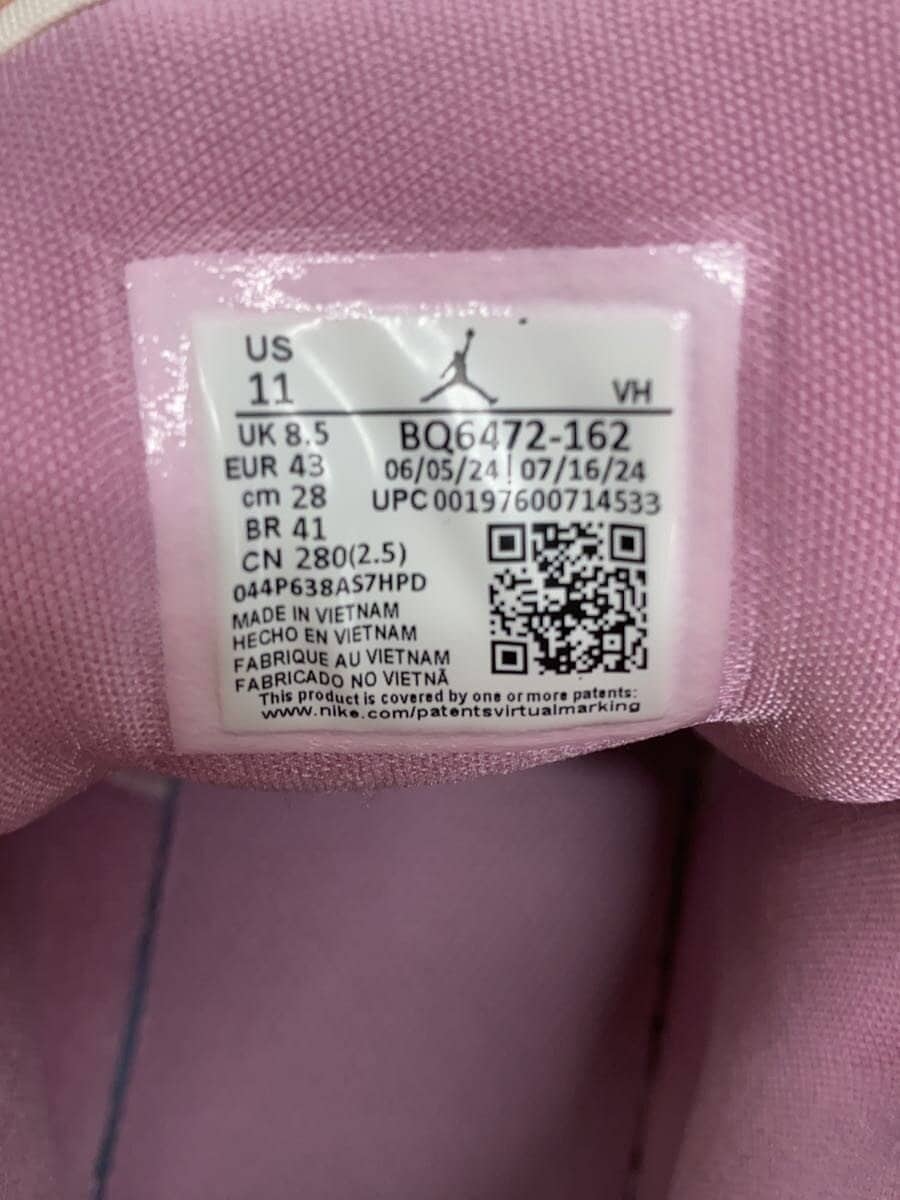 US
11
VH
UK 8.5
BQ6472-162
EUR 43
06/05/24 | 07/16/24
cm 28
UPC 00197600714533
BR 41
CN 280(2.5)
044P638AS7HPD
MADE IN VIETNAM
HECHO EN VIETNAM
FABRIQUE AU VIETNAM
FABRICADO NO VIETNÃ
This product is covered by one or more patents:
www.nike.com/patentsvirtualmarking